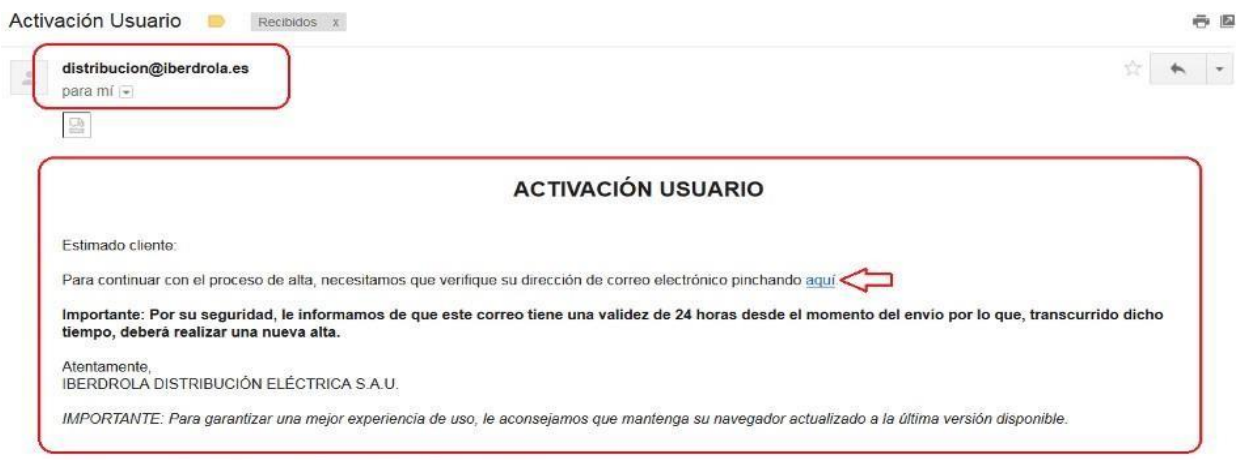 Activación Usuario
Recibidos x
distribucion@iberdrola.es
para mí
ACTIVACIÓN USUARIO
Estimado cliente:
Para continuar con el proceso de alta, necesitamos que verifique su dirección de correo electrónico pinchando aquí
Importante: Por su seguridad, le informamos de que este correo tiene una validez de 24 horas desde el momento del envio por lo que, transcurrido dicho
tiempo, deberá realizar una nueva alta.
Atentamente,
IBERDROLA DISTRIBUCIÓN ELÉCTRICA S.A.U.
IMPORTANTE: Para garantizar una mejor experiencia de uso, le aconsejamos que mantenga su navegador actualizado a la última versión disponible.